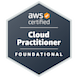 aws
certified
Cloud
Practitioner
FOUNDATIONAL